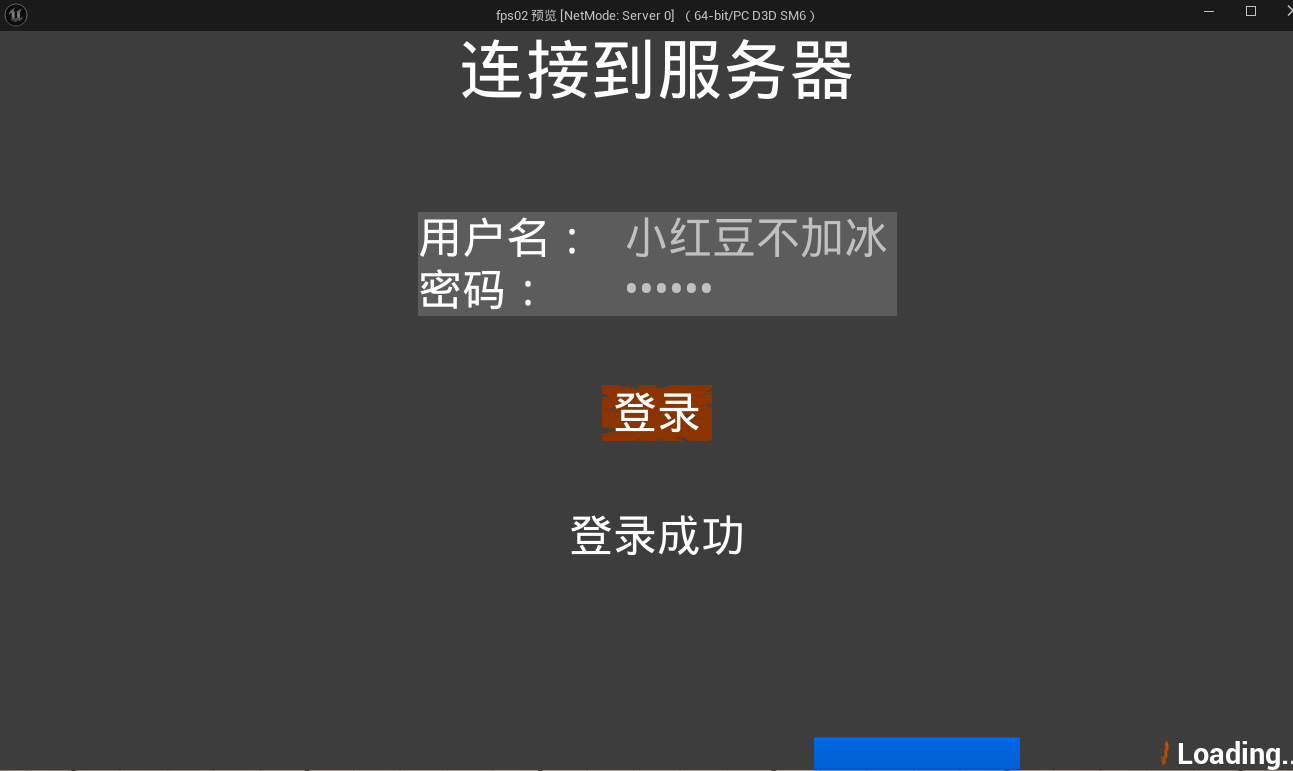 fps02 预览 [NetMode: Server 0] （64-bit/PC D3D SM6）
连接到服务器
用户名： 小红豆不加冰
密码： ••••••
登录
登录成功
Loading..